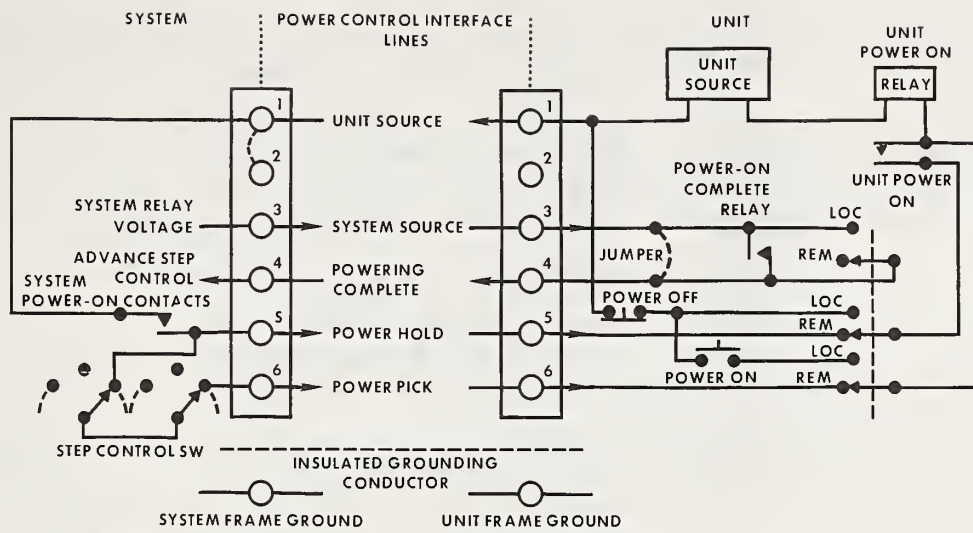 SYSTEM
POWER CONTROL INTERFACE
LINES
UNIT
UNIT
POWER ON
UNIT
SOURCE
RELAY
1
UNIT SOURCE
1
2
2
POWER-ON
COMPLETE
RELAY
UNIT POWER
ON
SYSTEM RELAY
VOLTAGE
3
SYSTEM SOURCE
3
LOC
ADVANCE STEP
CONTROL
4
POWERING
COMPLETE
4
JUMPER
REM
SYSTEM
POWER-ON CONTACTS
POWER OFF
LOC
S
POWER HOLD
5
REM
LOC
6
POWER PICK
6
POWER ON
REM
STEP CONTROL SW
INSULATED GROUNDING
CONDUCTOR
SYSTEM FRAME GROUND
UNIT FRAME GROUND